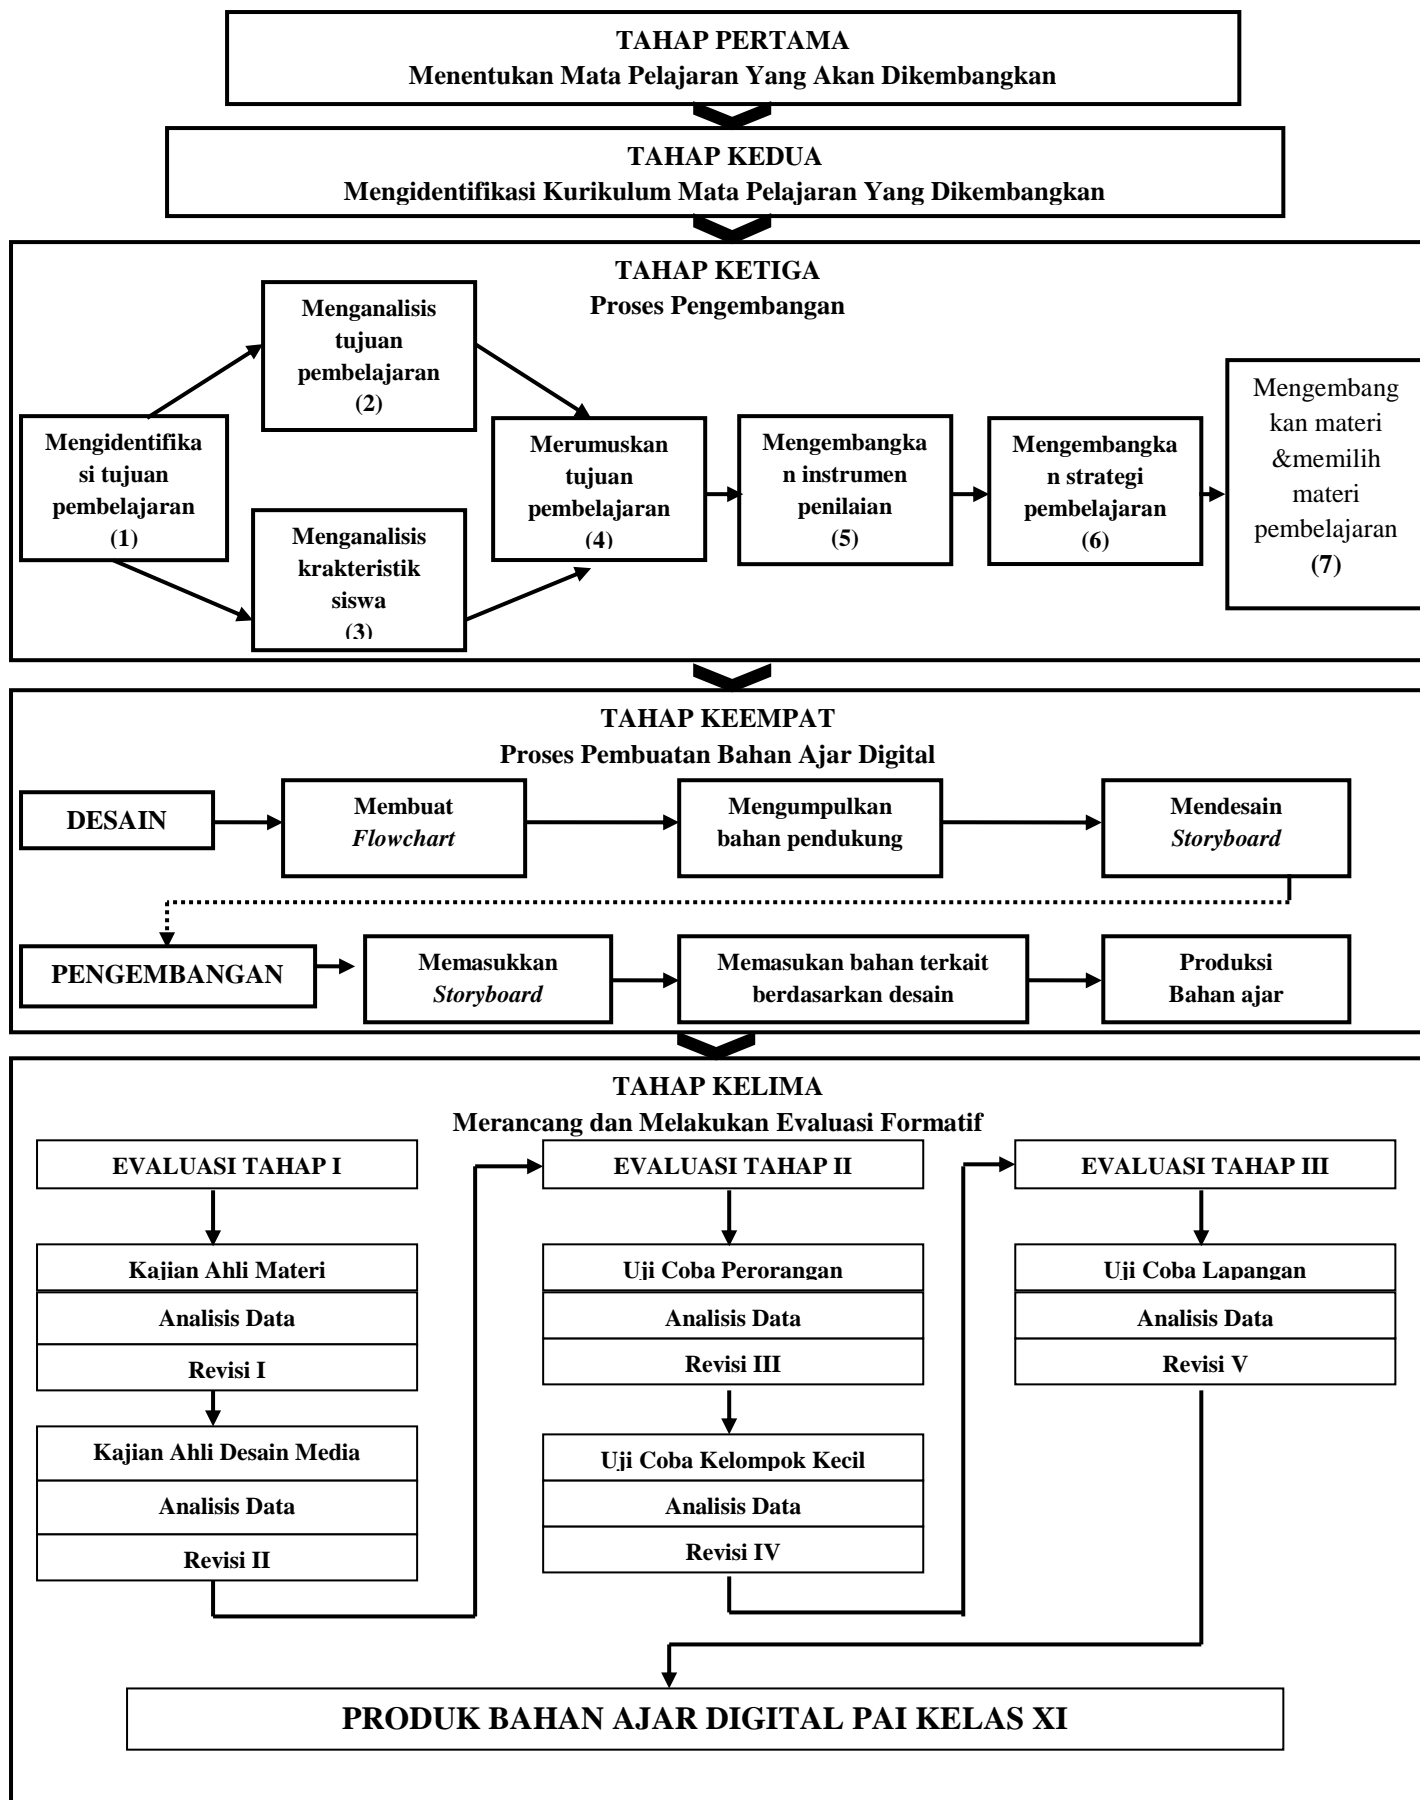 TAHAP PERTAMA
Menentukan Mata Pelajaran Yang Akan Dikembangkan
TAHAP KEDUA
Mengidentifikasi Kurikulum Mata Pelajaran Yang Dikembangkan
TAHAP KETIGA
Proses Pengembangan
Mengidentifika
si tujuan
pembelajaran
(1)
Menganalisis
tujuan
pembelajaran
(2)
Menganalisis
krakteristik
siswa
(3)
Merumuskan
tujuan
pembelajaran
(4)
Mengembangka
n instrumen
penilaian
(5)
Mengembangka
n strategi
pembelajaran
(6)
Mengembang
kan materi
&memilih
materi
pembelajaran
(7)
TAHAP KEEMPAT
Proses Pembuatan Bahan Ajar Digital
DESAIN
Membuat
Flowchart
Mengumpulkan
bahan pendukung
Mendesain
Storyboard
PENGEMBANGAN
Memasukkan
Storyboard
Memasukan bahan terkait
berdasarkan desain
Produksi
Bahan ajar
TAHAP KELIMA
Merancang dan Melakukan Evaluasi Formatif
EVALUASI TAHAP I
Kajian Ahli Materi
Analisis Data
Revisi I
Kajian Ahli Desain Media
Analisis Data
Revisi II
EVALUASI TAHAP II
Uji Coba Perorangan
Analisis Data
Revisi III
Uji Coba Kelompok Kecil
Analisis Data
Revisi IV
EVALUASI TAHAP III
Uji Coba Lapangan
Analisis Data
Revisi V
PRODUK BAHAN AJAR DIGITAL PAI KELAS XI